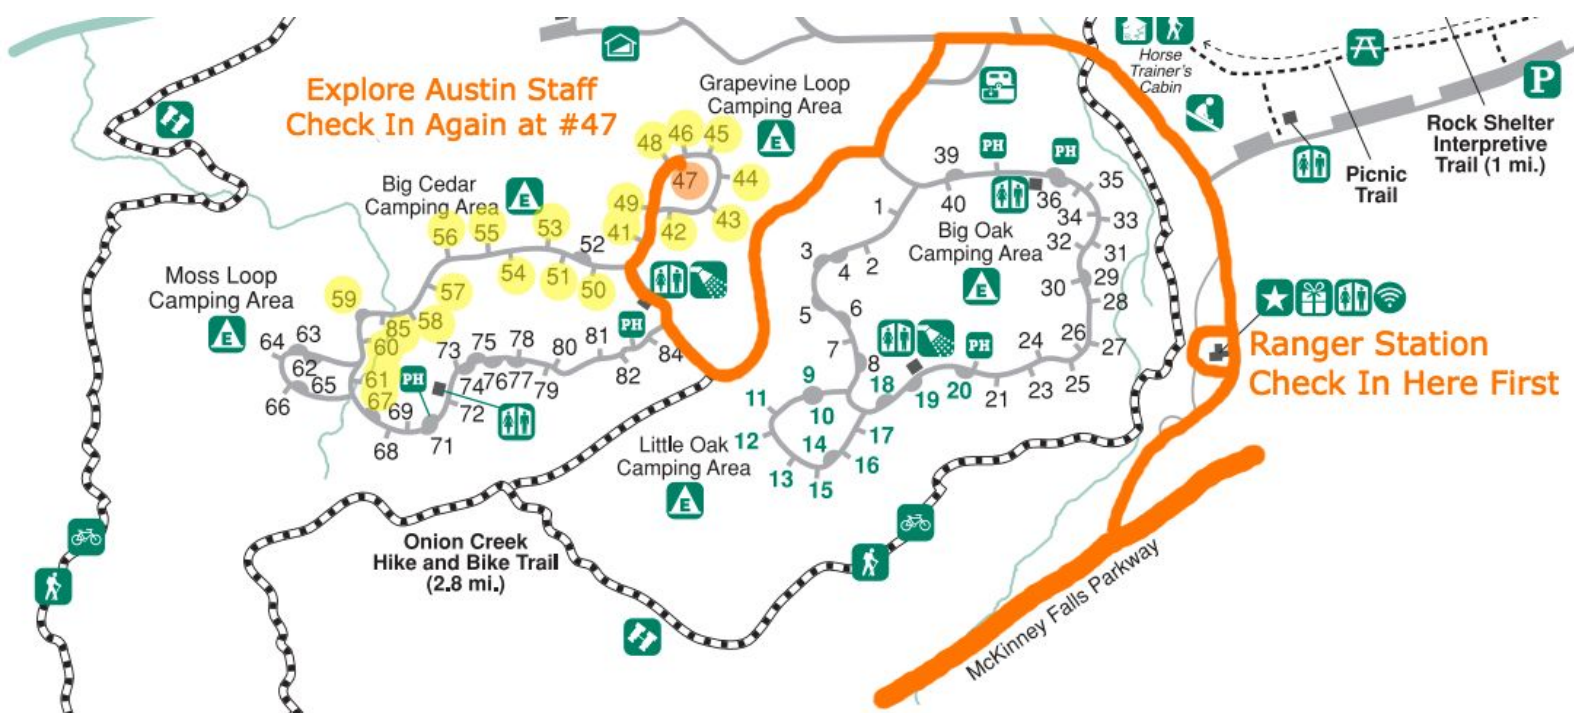 Explore Austin Staff
Check In Again at #47
Grapevine Loop
Camping Area
E
Horse
Trainer's
Cabin
P
Rock Shelter
Interpretive
Trail (1 mi.)
Picnic
Trail
Big Cedar
Camping Area
E
48
46
45
47
44
49
43
41
42
39
PH
PH
40
36
35
34
33
1
Big Oak
Camping Area
E
32
31
30
29
28
26
27
56
55
53
52
54
51
50
57
58
59
85
60
Moss Loop
Camping Area
E
64
63
62
65
66
61
67
PH
69
68
71
72
73
74
75
76
77
78
79
80
81
82
84
PH
3
4
2
5
6
7
8
9
10
11
12
13
14
15
16
17
18
19
PH
20
21
23
24
25
Ranger Station
Check In Here First
Little Oak
Camping Area
E
Onion Creek
Hike and Bike Trail
(2.8 mi.)
McKinney Falls Parkway